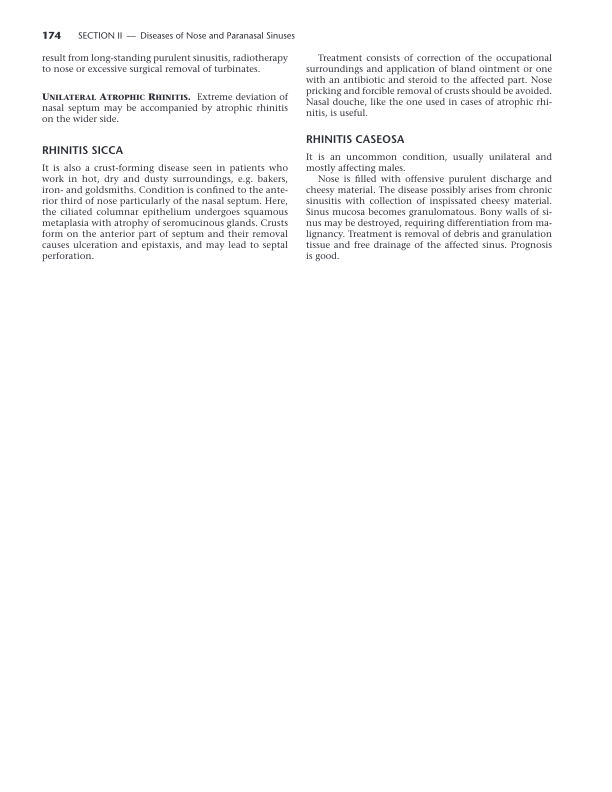 174 SECTION II — Diseases of Nose and Paranasal Sinuses
result from long-standing purulent sinusitis, radiotherapy
to nose or excessive surgical removal of turbinates.
Unilateral Atrophic Rhinitis. Extreme deviation of
nasal septum may be accompanied by atrophic rhinitis
on the wider side.
RHINITIS SICCA
It is also a crust-forming disease seen in patients who
work in hot, dry and dusty surroundings, e.g. bakers,
iron- and goldsmiths. Condition is confined to the ante-
rior third of nose particularly of the nasal septum. Here,
the ciliated columnar epithelium undergoes squamous
metaplasia with atrophy of seromucinous glands. Crusts
form on the anterior part of septum and their removal
causes ulceration and epistaxis, and may lead to septal
perforation.
Treatment consists of correction of the occupational
surroundings and application of bland ointment or one
with an antibiotic and steroid to the affected part. Nose
pricking and forcible removal of crusts should be avoided.
Nasal douche, like the one used in cases of atrophic rhi-
nitis, is useful.
RHINITIS CASEOSA
It is an uncommon condition, usually unilateral and
mostly affecting males.
Nose is filled with offensive purulent discharge and
cheesy material. The disease possibly arises from chronic
sinusitis with collection of inspissated cheesy material.
Sinus mucosa becomes granulomatous. Bony walls of si-
nus may be destroyed, requiring differentiation from ma-
lignancy. Treatment is removal of debris and granulation
tissue and free drainage of the affected sinus. Prognosis
is good.